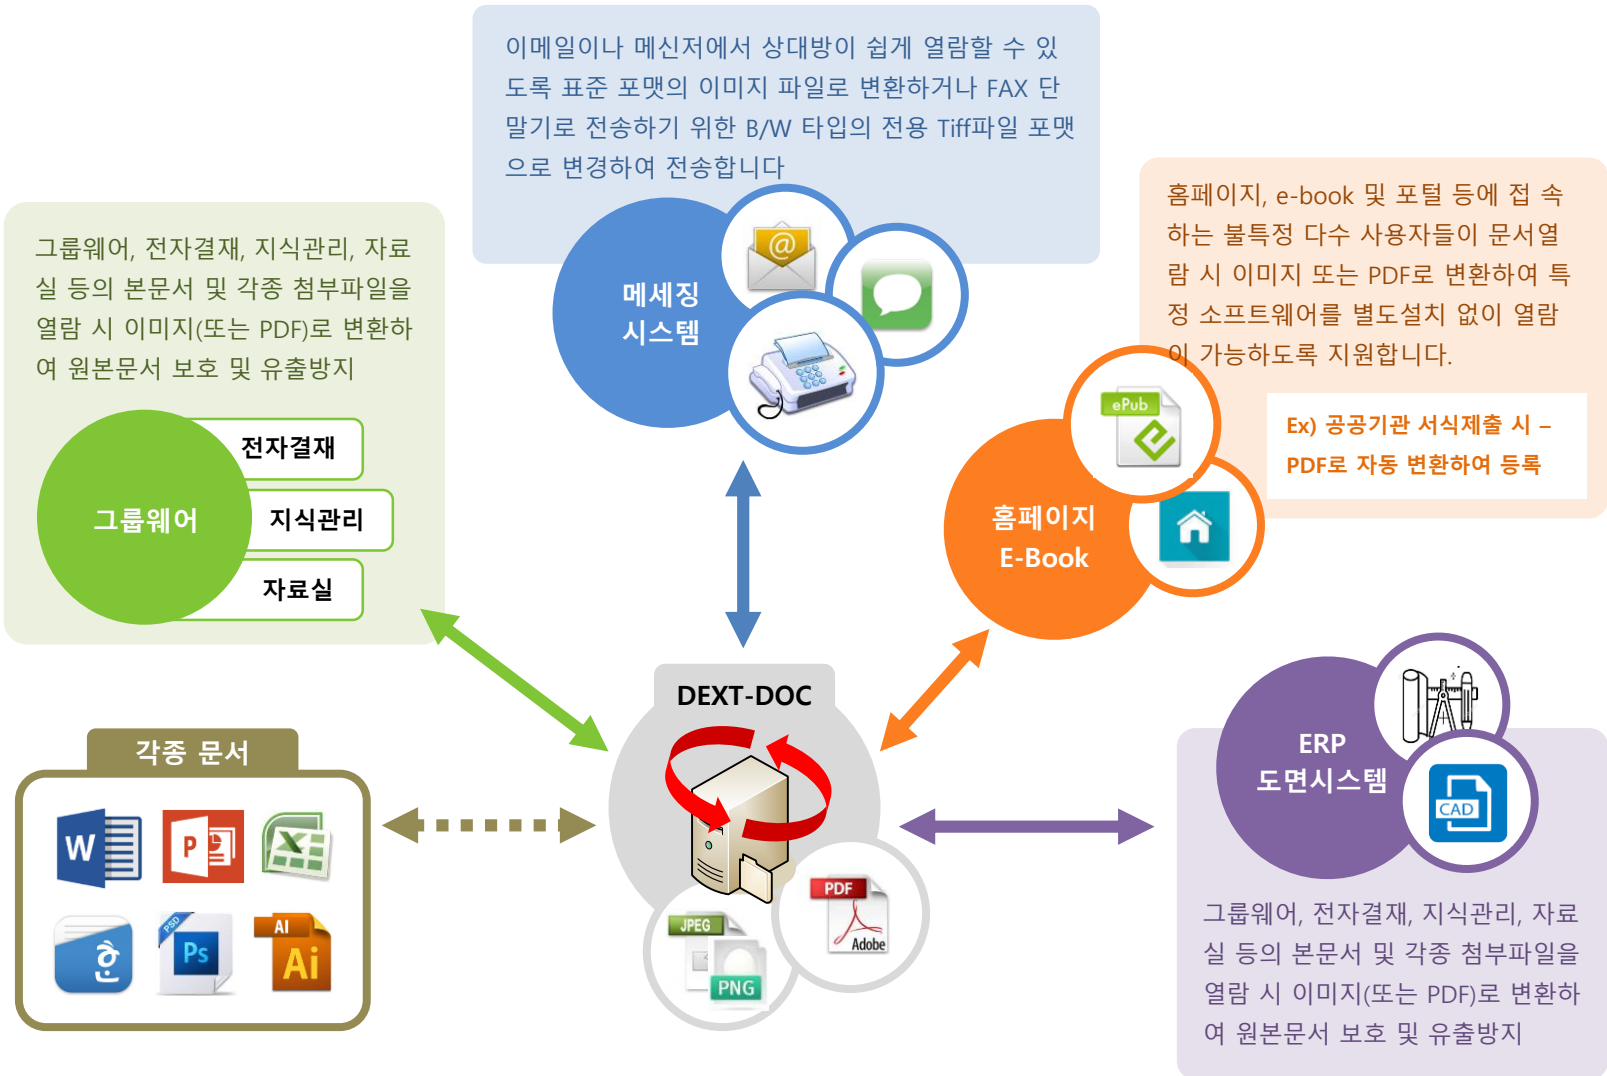 이메일이나 메신저에서 상대방이 쉽게 열람할 수 있
도록 표준 포맷의 이미지 파일로 변환하거나 FAX 단
말기로 전송하기 위한 B/W 타입의 전용 Tiff파일 포맷
으로 변경하여 전송합니다
메세징
시스템
홈페이지, e-book 및 포털 등에 접 속
하는 불특정 다수 사용자들이 문서열
람 시 이미지 또는 PDF로 변환하여 특
정 소프트웨어를 별도설치 없이 열람
이 가능하도록 지원합니다.
Ex) 공공기관 서식제출 시 –
PDF로 자동 변환하여 등록
ePub
홈페이지
E-Book
그룹웨어, 전자결재, 지식관리, 자료
실 등의 본문서 및 각종 첨부파일을
열람 시 이미지(또는 PDF)로 변환하
여 원본문서 보호 및 유출방지
그룹웨어
전자결재
지식관리
자료실
DEXT-DOC
JPEG
PNG
PDF
Adobe
각종 문서
W
P
X
한
PSD
Ps
AI
Ai
ERP
도면시스템
CAD
그룹웨어, 전자결재, 지식관리, 자료
실 등의 본문서 및 각종 첨부파일을
열람 시 이미지(또는 PDF)로 변환하
여 원본문서 보호 및 유출방지